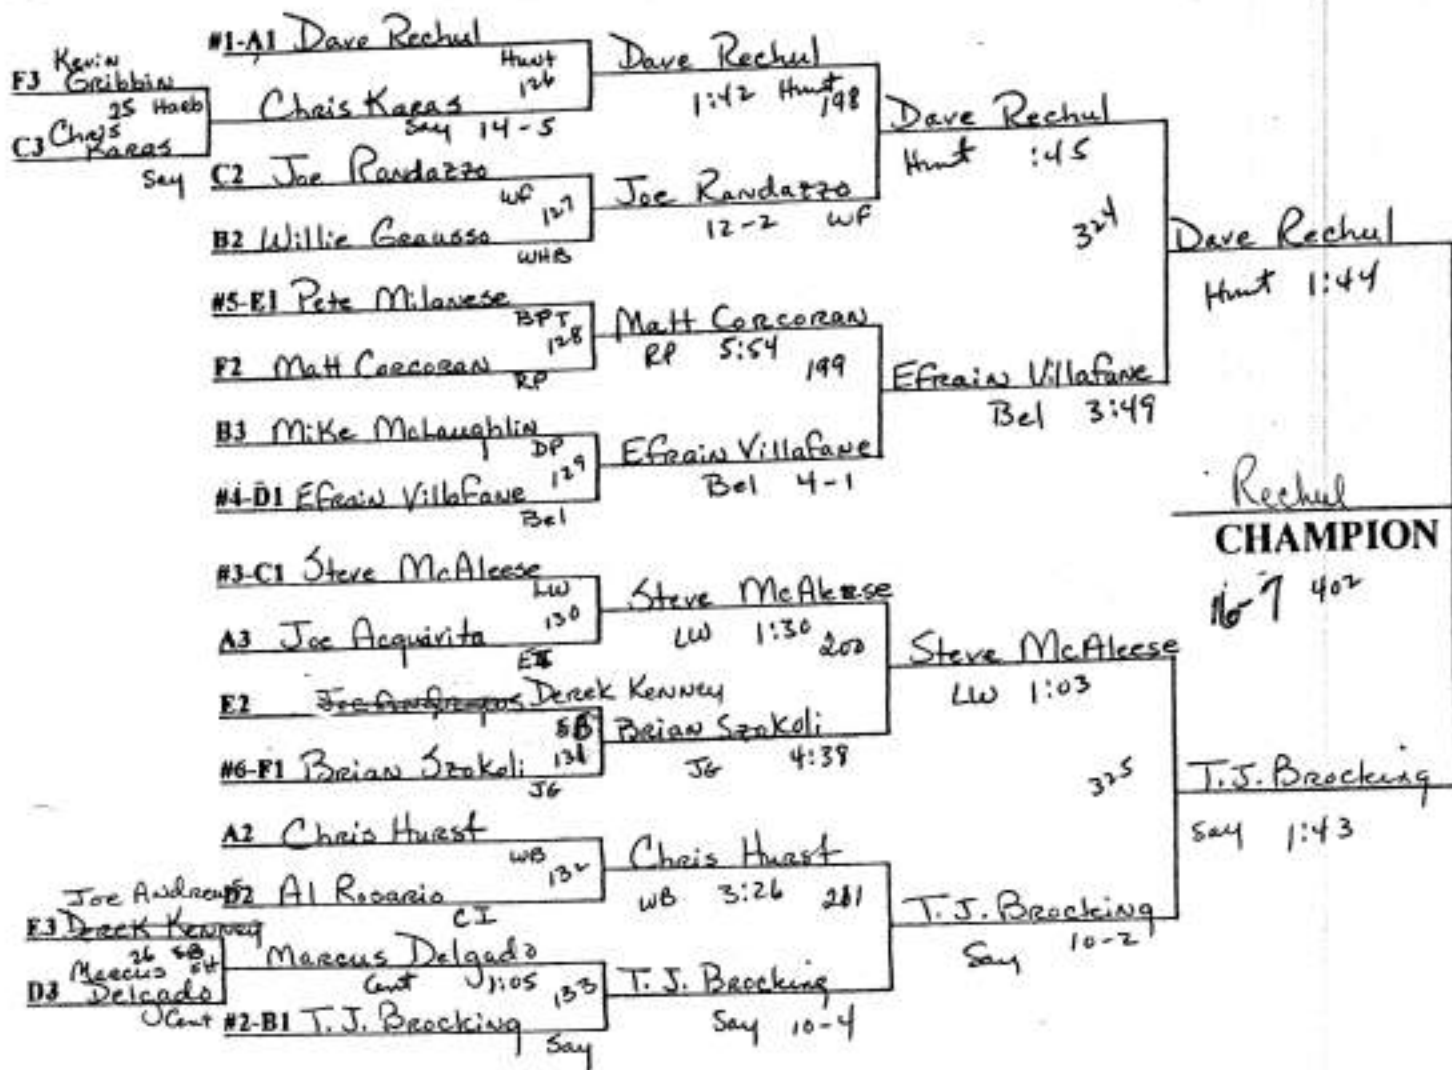 #1-A1 Dave Rechul
Hunt
126
Kevin
F3 Gribbin
25 Harb
C3 Chris
Karas
Say
Chris Karas
Say 14-5
Dave Rechul
1:42 Hunt 198
C2 Joe Randazzo
WF
127
B2 Willie Grausso
WHB
Joe Randazzo
12-2 WF
Dave Rechul
Hunt :45
324
#5-E1 Pete Milanese
BPT
128
F2 Matt Corcoran
RP
Matt Corcoran
RP 5:54
199
B3 Mike McLaughlin
DP
129
#4-D1 Efrain Villafane
Bel
Efrain Villafane
Bel 4-1
Efrain Villafane
Bel 3:49
Dave Rechul
Hunt 1:44
Rechul
CHAMPION
16-7 402
#3-C1 Steve McAleese
LW
130
A3 Joe Acquavita
Steve McAleese
LW 1:30 200
E2 Derek Kenney
SB
131
#6-F1 Brian Szokoli
JG
Brian Szokoli
JG 4:38
Steve McAleese
LW 1:03
325
A2 Chris Hurst
WB
132
D2 Al Rosario
CI
Chris Hurst
WB 3:26 201
Joe Andrews
E3 Derek Kenney
26 SB
Marcus
D3 Delgado
Cent
Marcus Delgado
Cent 1:05
133
#2-B1 T.J. Brocking
Say
T.J. Brocking
Say 10-4
T.J. Brocking
Say 10-2
T.J. Brocking
Say 1:43